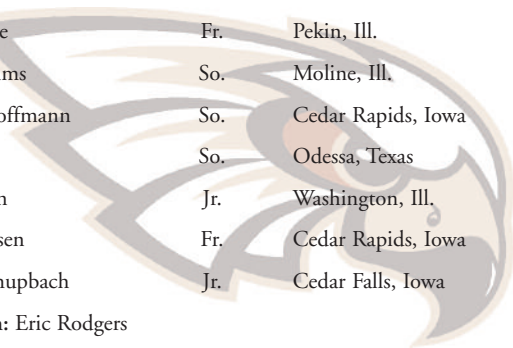 e Fr. Pekin, Ill.
ms So. Moline, Ill.
offmann So. Cedar Rapids, Iowa
So. Odessa, Texas
n Jr. Washington, Ill.
sen Fr. Cedar Rapids, Iowa
hupbach Jr. Cedar Falls, Iowa
: Eric Rodgers